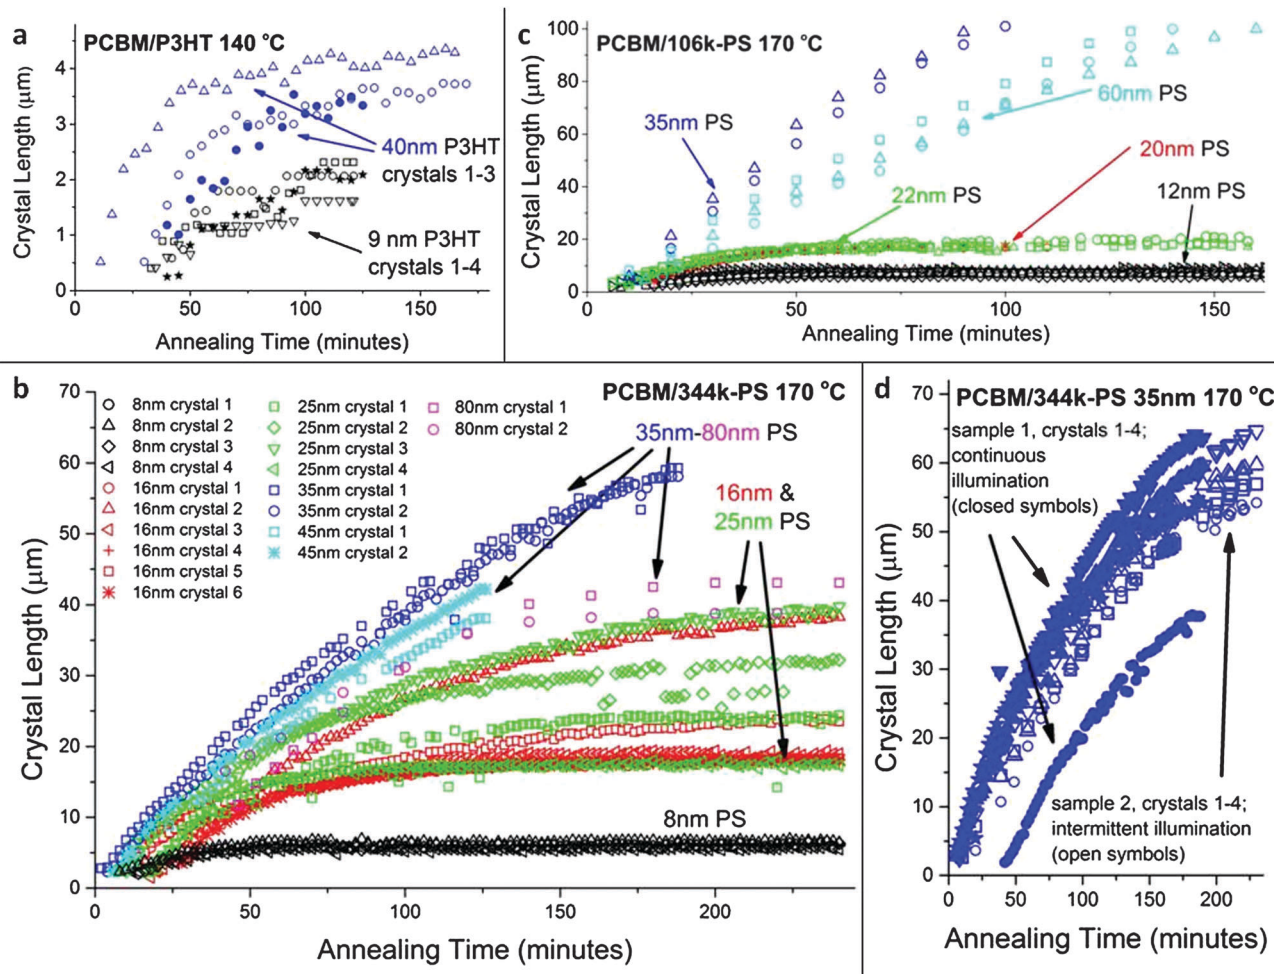 a
PCBM/P3HT 140 °C
Crystal Length (μm)
4
3
2
1
0
40nm P3HT
crystals 1-3
9 nm P3HT
crystals 1-4
0
50
100
150
Annealing Time (minutes)
c
PCBM/106k-PS 170 °C
Crystal Length (μm)
100
80
60
40
20
0
35nm PS
60nm PS
20nm PS
22nm PS
12nm PS
0
50
100
150
Annealing Time (minutes)
b
PCBM/344k-PS 170 °C
Crystal Length (μm)
70
60
50
40
30
20
10
0
8nm crystal 1
8nm crystal 2
8nm crystal 3
8nm crystal 4
16nm crystal 1
16nm crystal 2
16nm crystal 3
16nm crystal 4
16nm crystal 5
16nm crystal 6
25nm crystal 1
25nm crystal 2
25nm crystal 3
25nm crystal 4
35nm crystal 1
35nm crystal 2
45nm crystal 1
45nm crystal 2
80nm crystal 1
80nm crystal 2
35nm-80nm PS
16nm &
25nm PS
8nm PS
0
50
100
150
200
Annealing Time (minutes)
d
PCBM/344k-PS 35nm 170 °C
Crystal Length (μm)
70
60
50
40
30
20
10
0
sample 1, crystals 1-4;
continuous
illumination
(closed symbols)
sample 2, crystals 1-4;
intermittent illumination
(open symbols)
0
50
100
150
200
Annealing Time (minutes)